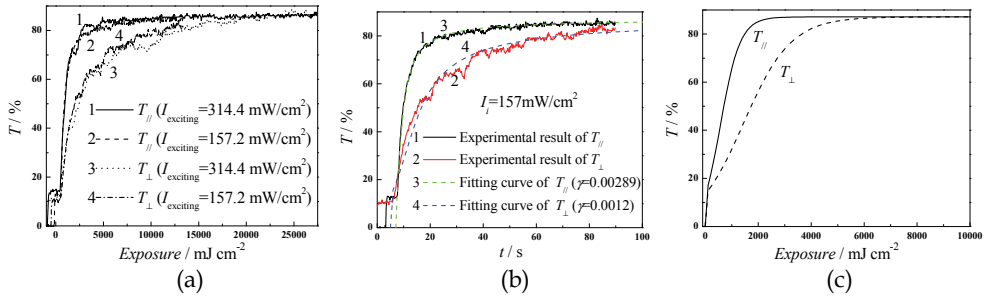 80
60
40
20
0
T / %
1
2
4
3
1 T// (Iexciting=314.4 mW/cm²)
2 T// (Iexciting=157.2 mW/cm²)
3 T⊥ (Iexciting=314.4 mW/cm²)
4 T⊥ (Iexciting=157.2 mW/cm²)
0 5000 10000 15000 20000 25000
Exposure / mJ cm⁻²
(a)
80
60
40
20
0
T / %
3
1
4
2
Ii=157mW/cm²
1 Experimental result of T//
2 Experimental result of T⊥
3 Fitting curve of T// (γ=0.00289)
4 Fitting curve of T⊥ (γ=0.0012)
0 20 40 60 80 100
t / s
(b)
80
60
40
20
0
T / %
T//
T⊥
0 2000 4000 6000 8000 10000
Exposure / mJ cm⁻²
(c)